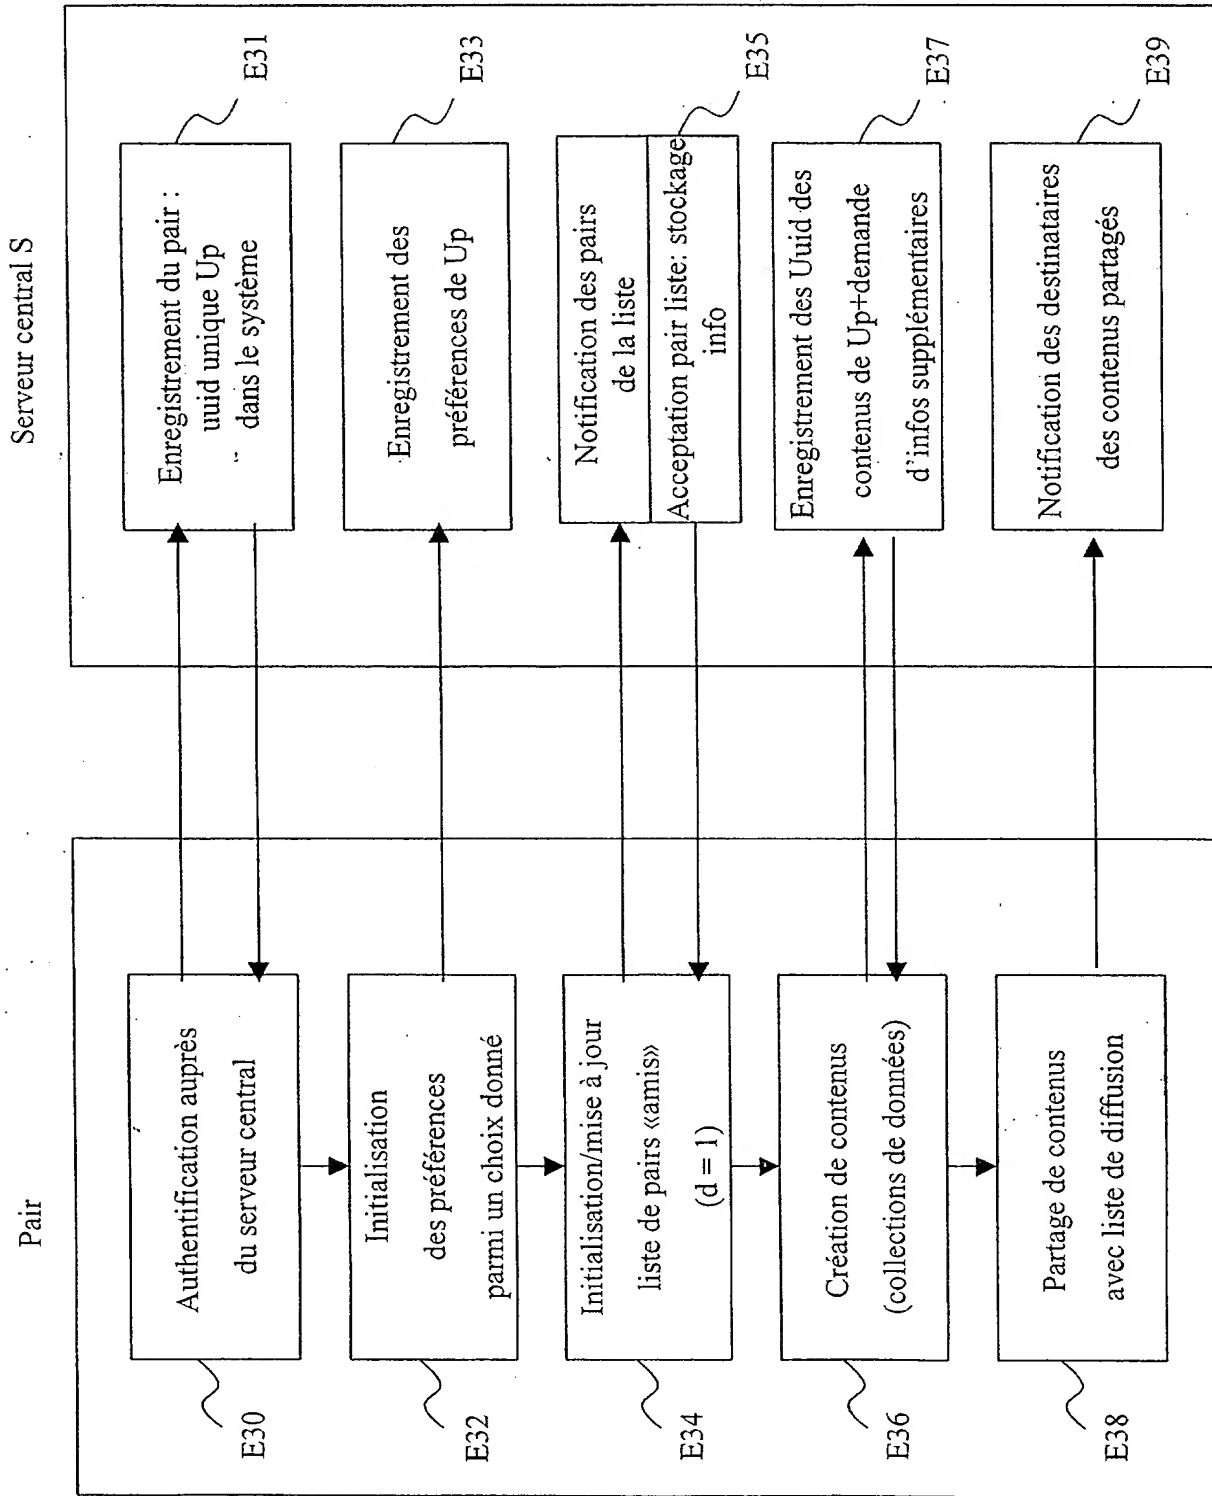 Pair
Serveur central S
E30
Authentification auprès
du serveur central
Enregistrement du pair :
uuid unique Up
dans le système
E31
E32
Initialisation
des préférences
parmi un choix donné
Enregistrement des
préférences de Up
E33
E34
Initialisation/mise à jour
liste de pairs «amis»
(d = 1)
Notification des pairs
de la liste
Acceptation pair liste: stockage
info
E35
E36
Création de contenu
(collections de données)
Enregistrement des Uuid des
contenus de Up+demande
d'infos supplémentaires
E37
E38
Partage de contenus
avec liste de diffusion
Notification des destinataires
des contenus partagés
E39